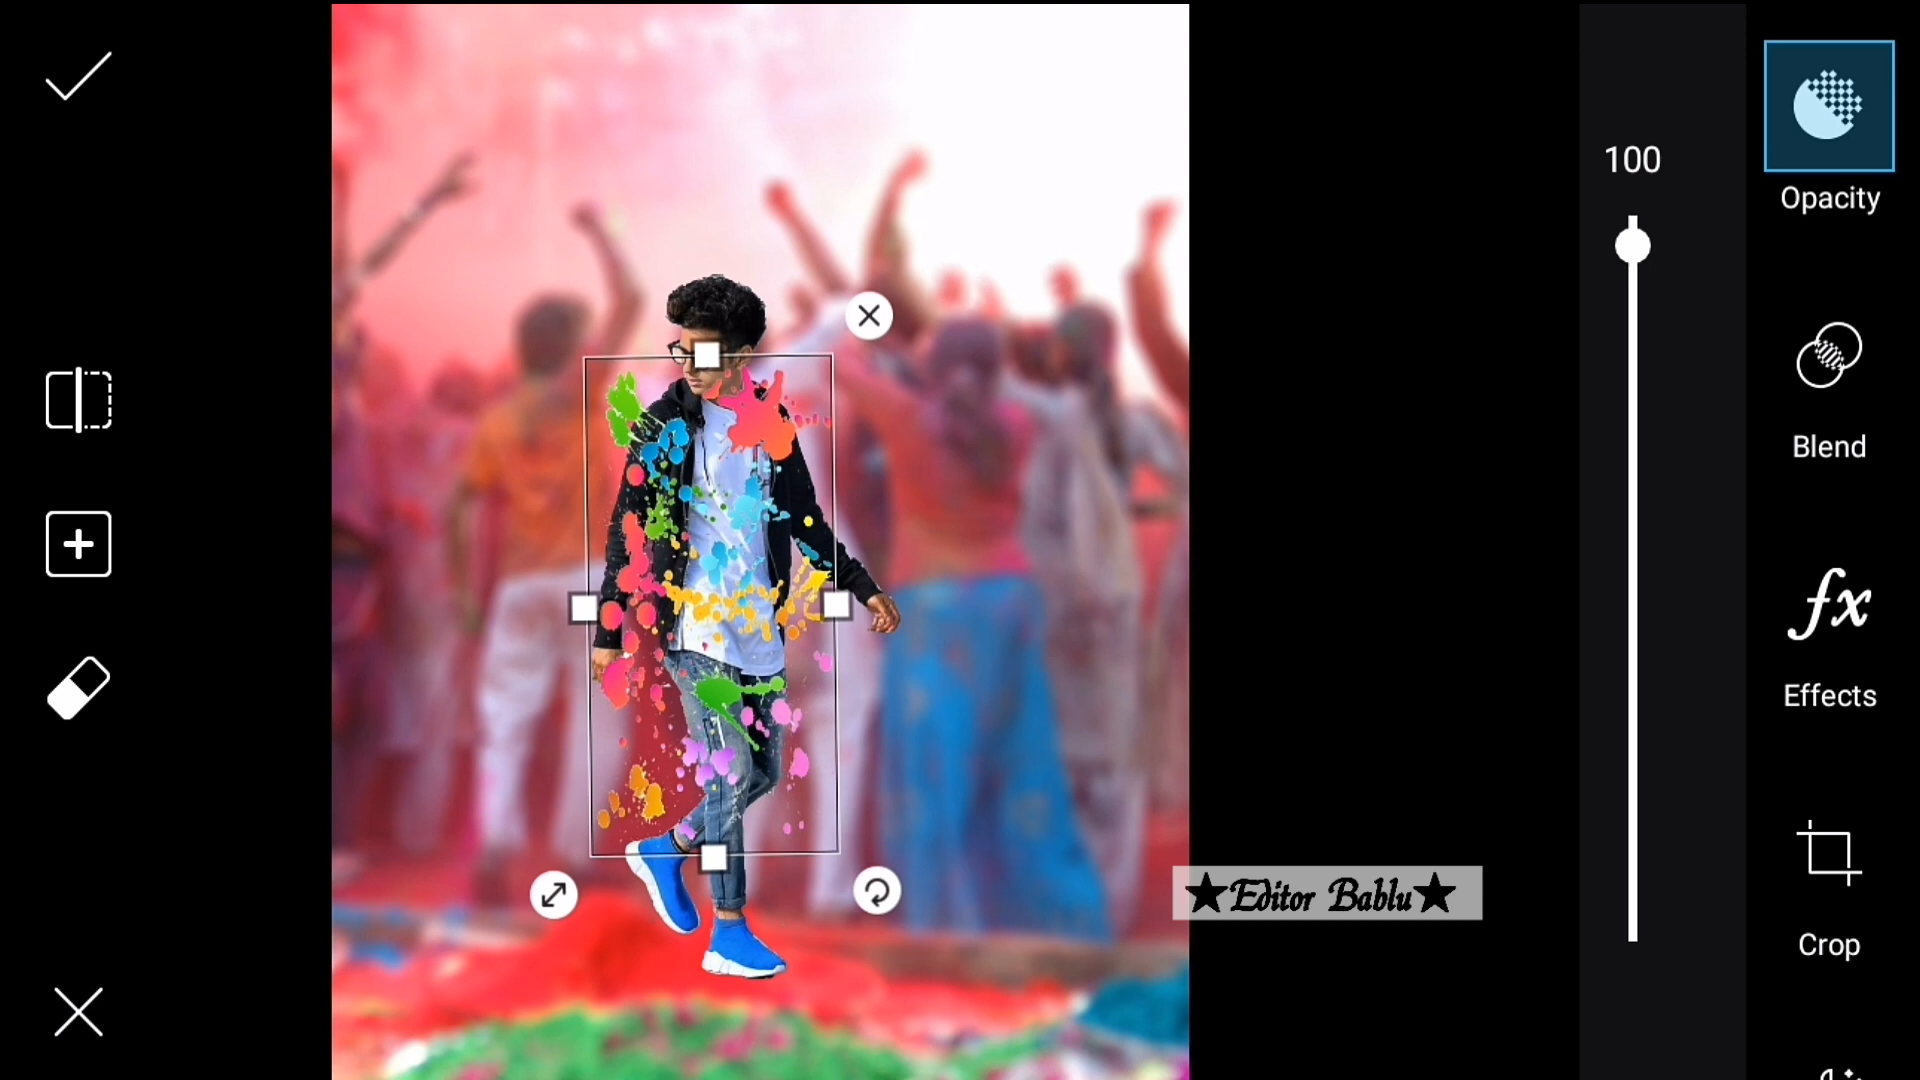 100
Opacity
Blend
fx
Effects
Crop
★Editor Bablu★